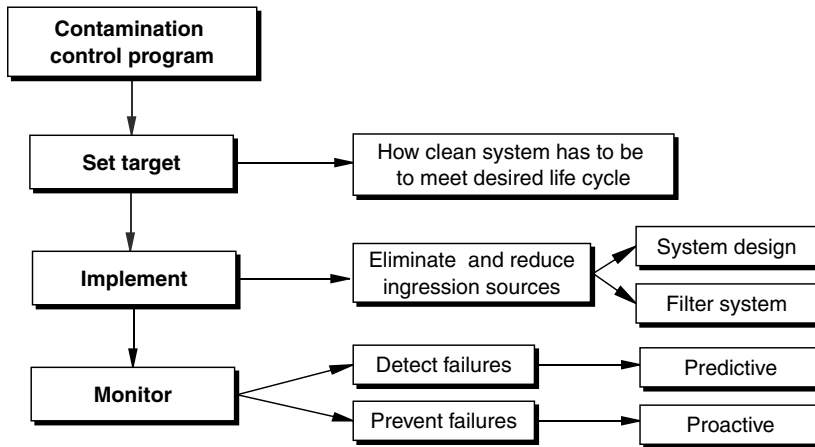 Contamination
control program
Set target
How clean system has to be
to meet desired life cycle
Implement
Eliminate and reduce
ingression sources
System design
Filter system
Monitor
Detect failures
Predictive
Prevent failures
Proactive